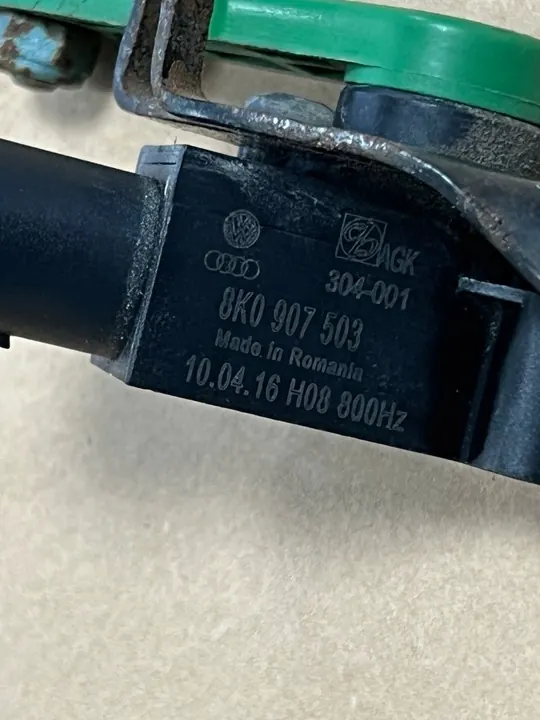 AGK
304-001
8K0 907 503
Made in Romania
10.04.16 H08 800Hz